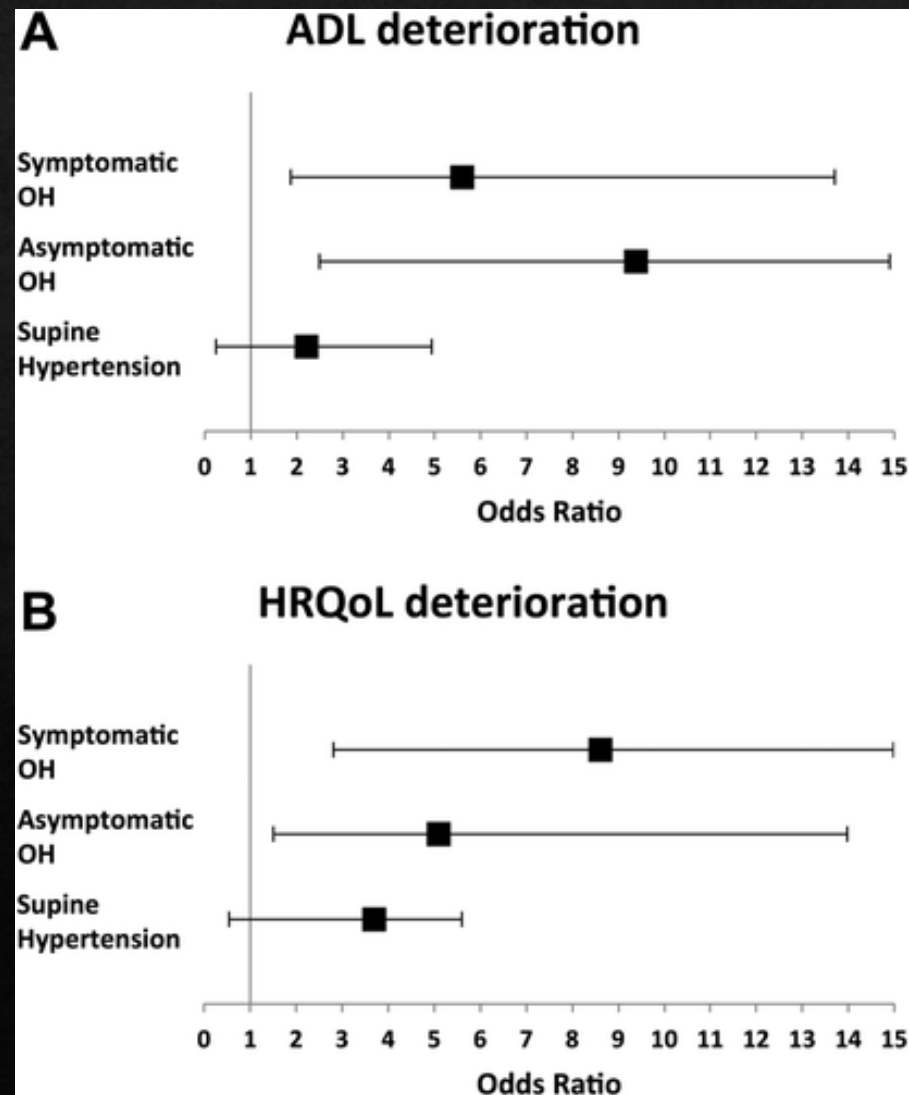 A
ADL deterioration
Symptomatic
OH
Asymptomatic
OH
Supine
Hypertension
0 1 2 3 4 5 6 7 8 9 10 11 12 13 14 15
Odds Ratio
B
HRQoL deterioration
Symptomatic
OH
Asymptomatic
OH
Supine
Hypertension
0 1 2 3 4 5 6 7 8 9 10 11 12 13 14 15
Odds Ratio